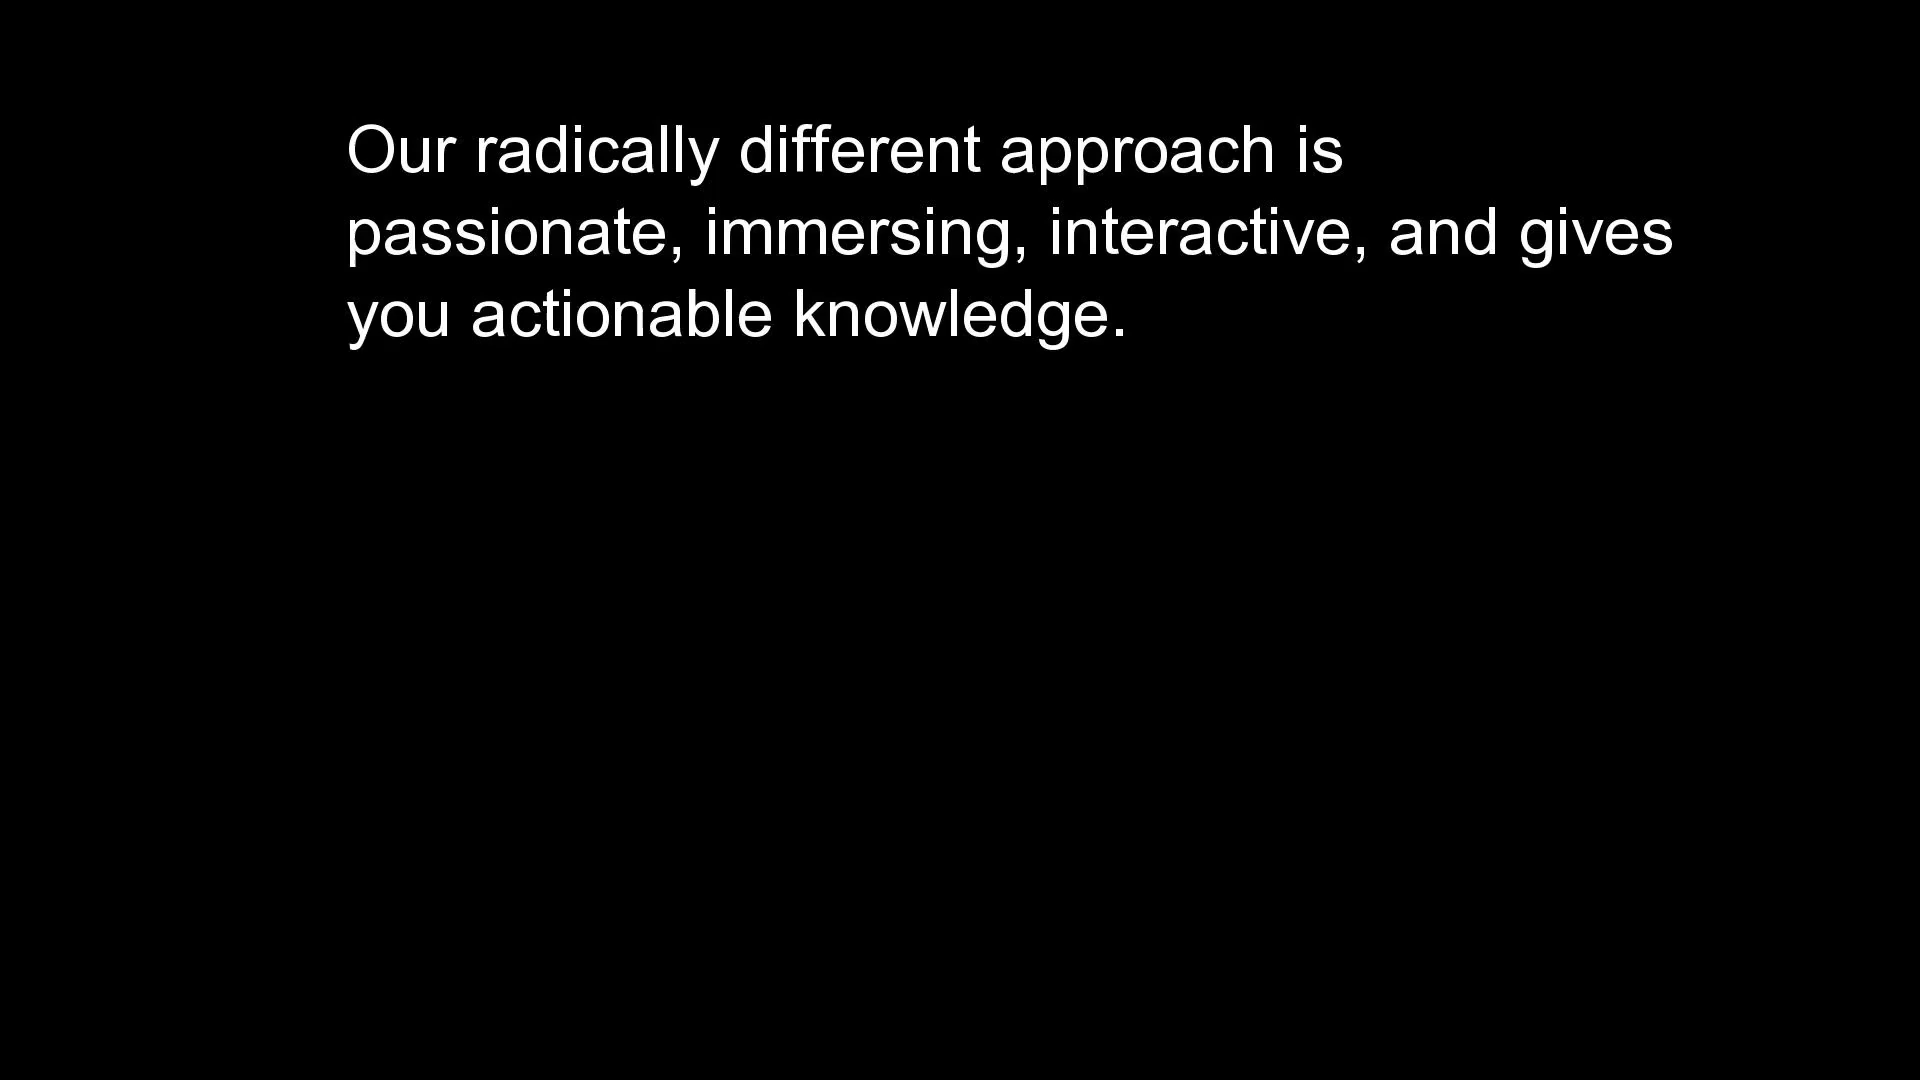 Our radically different approach is
passionate, immersing, interactive, and gives
you actionable knowledge.